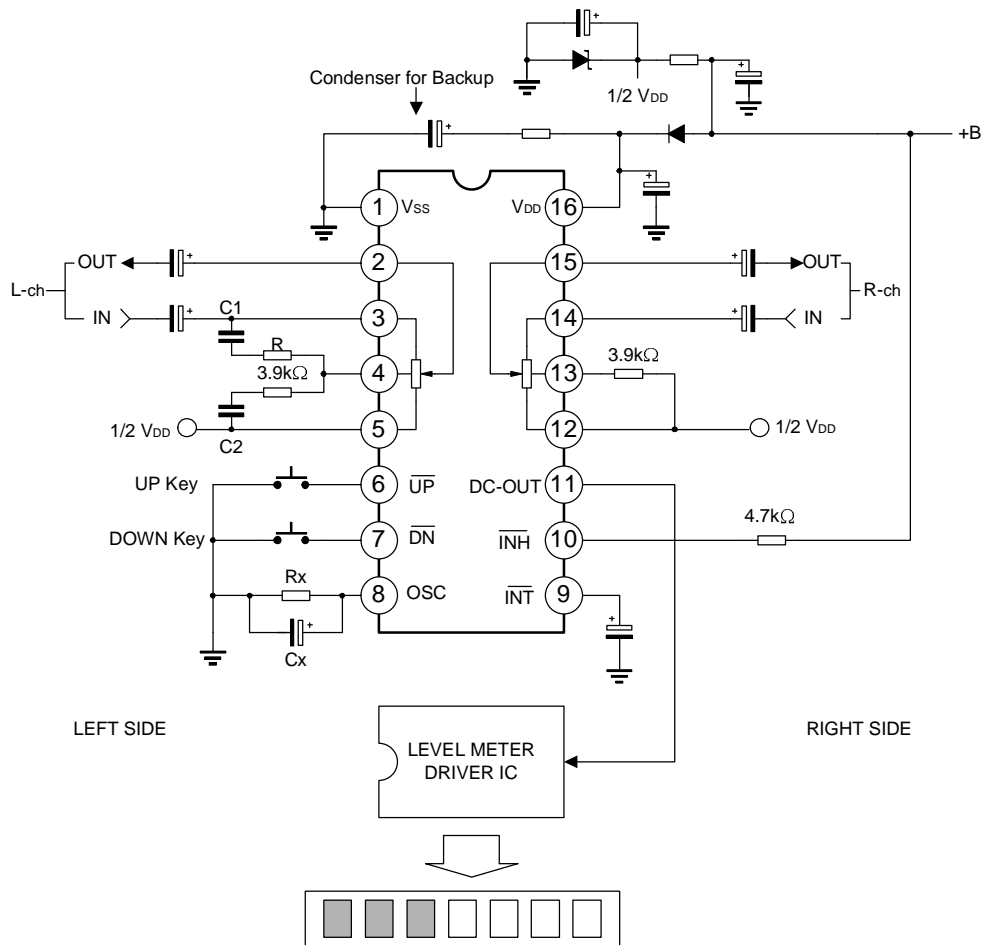 Condenser for Backup
1/2 VDD
+B
1 VSS VDD 16
OUT 2 15 OUT
L-ch R-ch
IN C1 3 14 IN
R
3.9kΩ 4 13 3.9kΩ
1/2 VDD C2 5 12 1/2 VDD
UP Key 6 UP DC-OUT 11
DOWN Key 7 DN INH 10 4.7kΩ
Rx 8 OSC INT 9
Cx
LEFT SIDE RIGHT SIDE
LEVEL METER
DRIVER IC